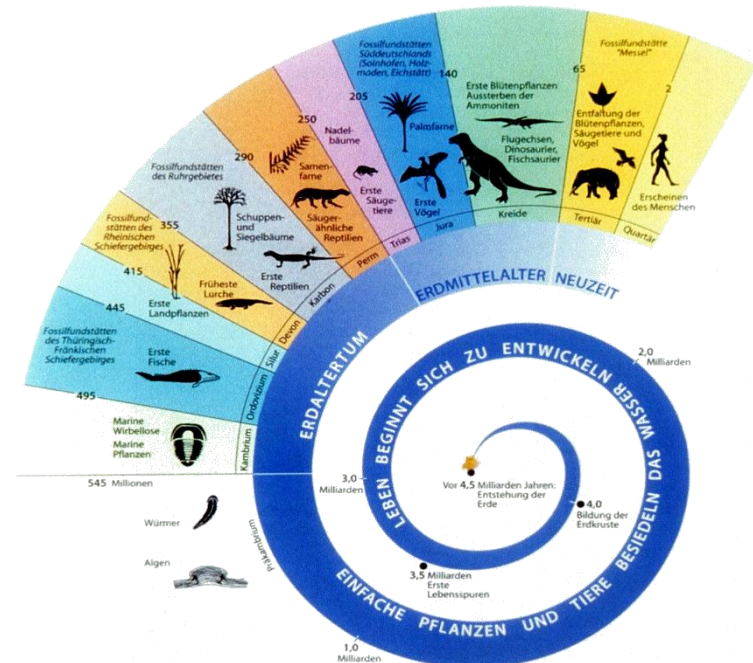 Fossilfundstätten
Süddeutschlands
(Solnhofen, Holz-
maden, Eichstätt)
140
Erste Blütenpflanzen
Aussterben der
Ammoniten
65
Fossilfundstätte
"Messel"
2
205
Palmfarne
Flugechsen,
Dinosaurier,
Fischsaurier
Entfaltung der
Blütenpflanzen,
Säugetiere und
Vögel
250
Nadel-
bäume
290
Samen-
farne
Erste
Säuge-
tiere
Erste
Vögel
Erscheinen
des Menschen
Fossilfundstätten
des Ruhrgebietes
355
Schuppen-
und
Siegelbäume
Säuger-
ähnliche
Reptilien
Fossilfund-
stätten des
Rheinischen
Schiefergebirges
415
Erste
Reptilien
Früheste
Lurche
Erste
Landpflanzen
445
Fossilfundstätten
des Thüringisch-
Fränkischen
Schiefergebirges
Erste
Fische
495
Marine
Wirbellose
Marine
Pflanzen
545 Millionen
Kambrium
Ordovizium
Silur
Devon
Karbon
Perm
Trias
Jura
Kreide
Tertiär
Quartär
ERDALTERTUM
ERDMITTELALTER
NEUZEIT
Würmer
Algen
Präkambrium
Vor 4,5 Milliarden Jahren:
Entstehung der
Erde
4,0
Bildung der
Erdkruste
3,5 Milliarden
Erste
Lebensspuren
3,0
Milliarden
LEBEN BEGINNT SICH ZU ENTWICKELN
2,0
Milliarden
EINFACHE PFLANZEN UND TIERE BESIEDELN DAS WASSER
1,0
Milliarden